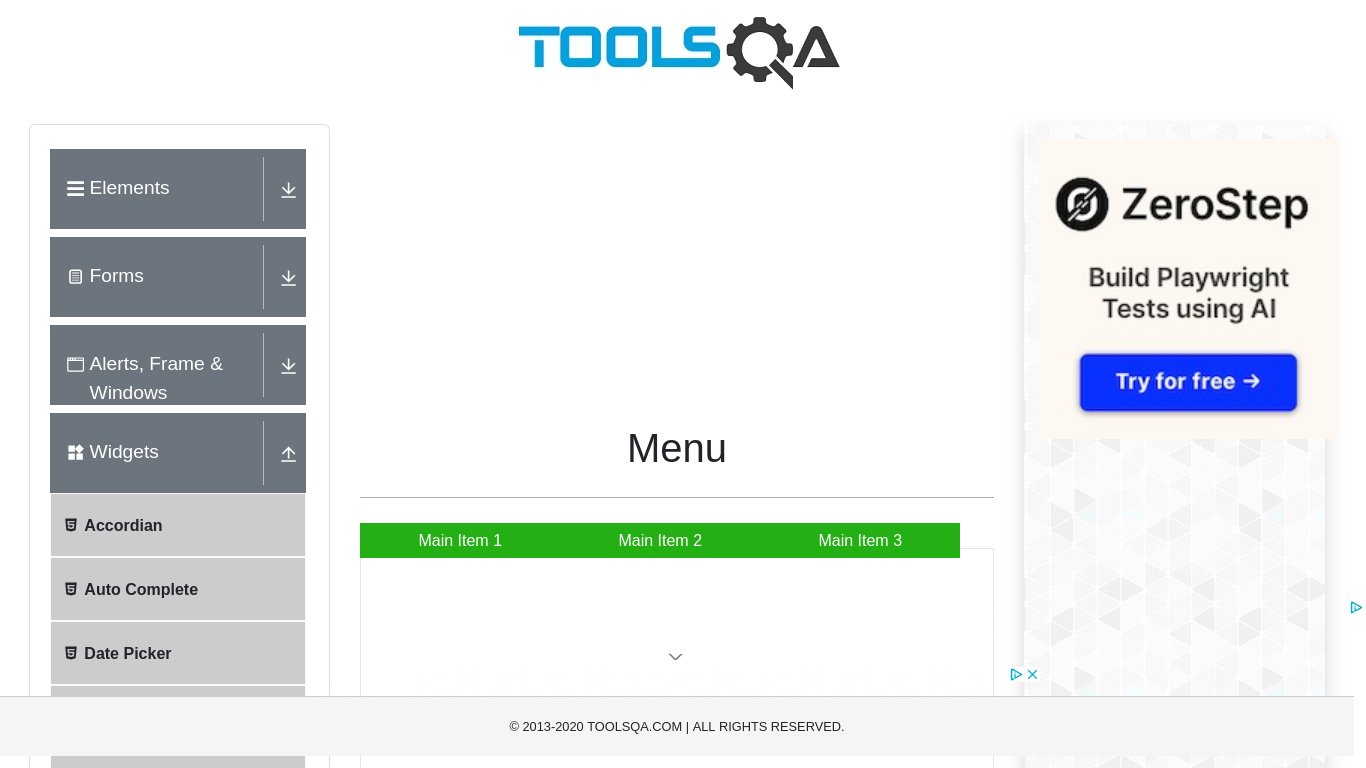 TOOLSQA
Elements
Forms
Alerts, Frame &
Windows
Widgets
Accordian
Auto Complete
Date Picker
Menu
Main Item 1
Main Item 2
Main Item 3
ZeroStep
Build Playwright
Tests using AI
Try for free →
© 2013-2020 TOOLSQA.COM | ALL RIGHTS RESERVED.